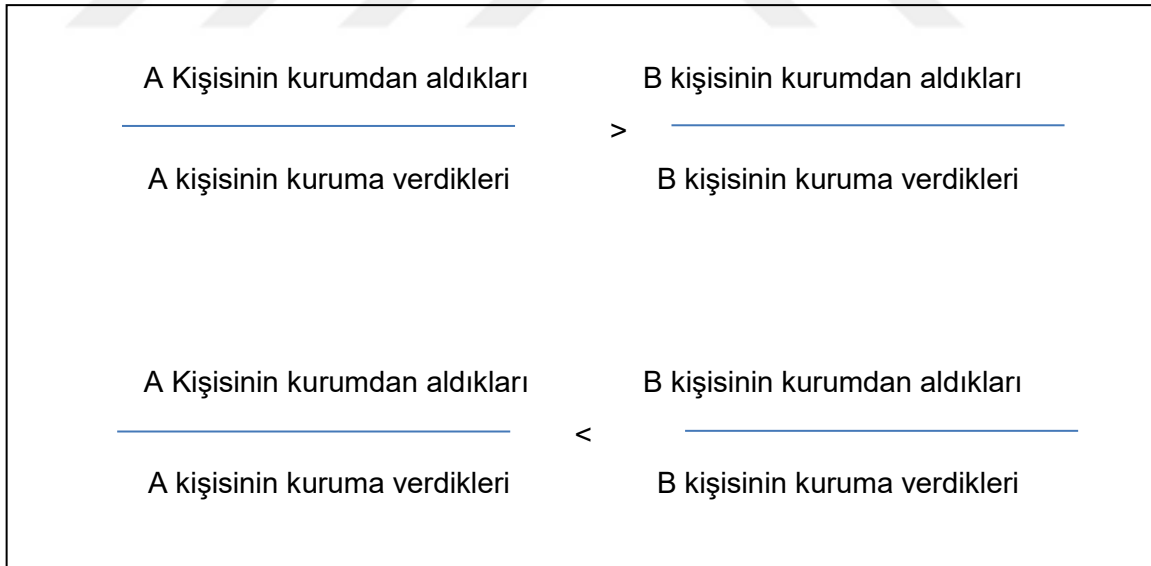 A Kişisinin kurumdan aldıkları B kişisinin kurumdan aldıkları
>
A kişisinin kuruma verdikleri B kişisinin kuruma verdikleri
A Kişisinin kurumdan aldıkları B kişisinin kurumdan aldıkları
<
A kişisinin kuruma verdikleri B kişisinin kuruma verdikleri